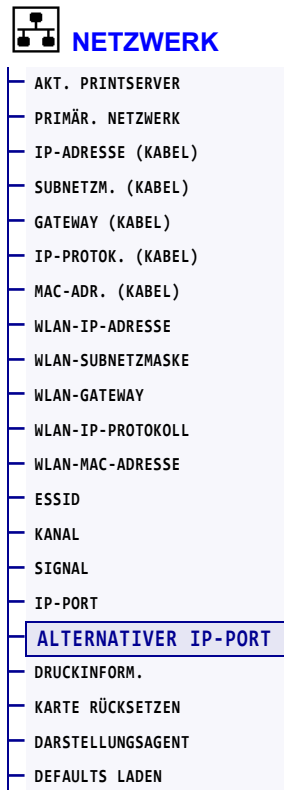 NETZWERK
AKT. PRINTSERVER
PRIMÄR. NETZWERK
IP-ADRESSE (KABEL)
SUBNETZM. (KABEL)
GATEWAY (KABEL)
IP-PROTOK. (KABEL)
MAC-ADR. (KABEL)
WLAN-IP-ADRESSE
WLAN-SUBNETZMASKE
WLAN-GATEWAY
WLAN-IP-PROTOKOLL
WLAN-MAC-ADRESSE
ESSID
KANAL
SIGNAL
IP-PORT
ALTERNATIVER IP-PORT
DRUCKINFORM.
KARTE RÜCKSETZEN
DARSTELLUNGSAGENT
DEFAULTS LADEN